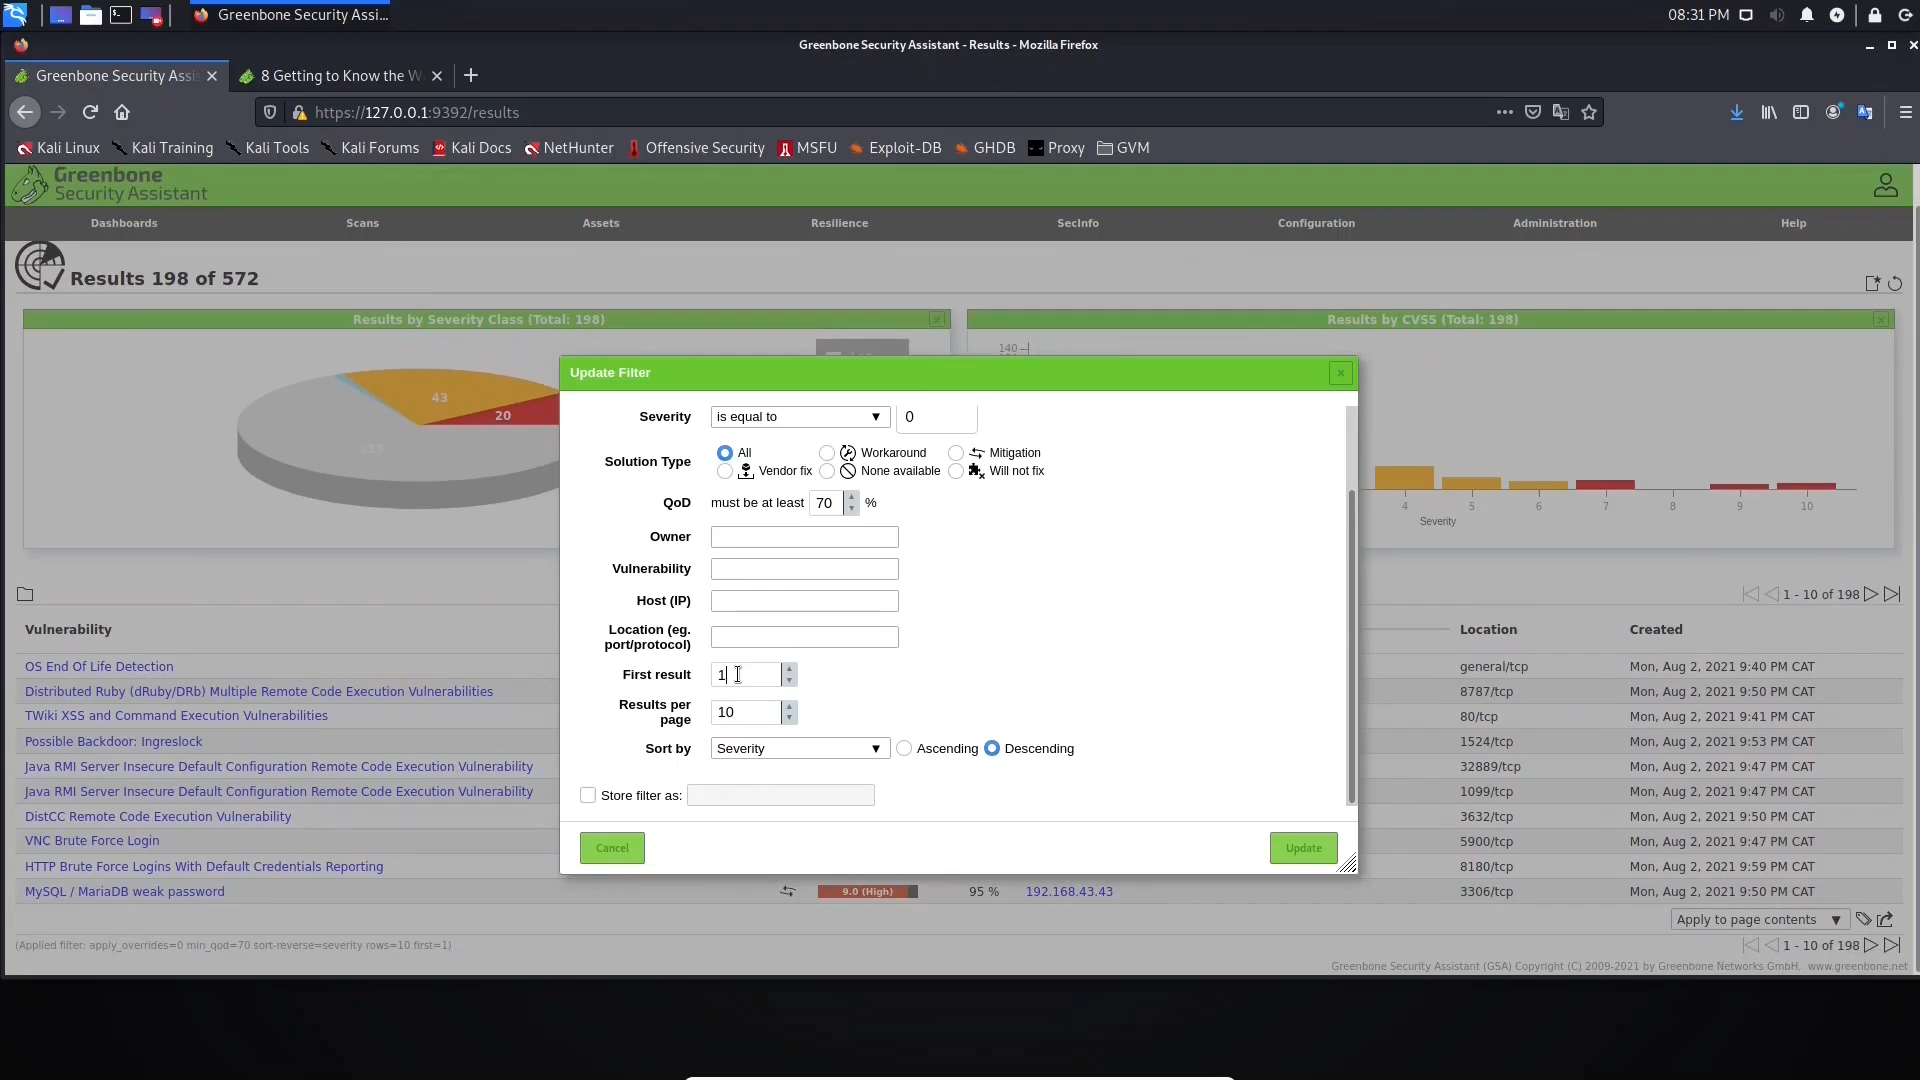 Greenbone Security Assi...
08:31 PM
Greenbone Security Assistant - Results - Mozilla Firefox
Greenbone Security Assis
8 Getting to Know the W
https://127.0.0.1:9392/results
Kali Linux
Kali Training
Kali Tools
Kali Forums
Kali Docs
NetHunter
Offensive Security
MSFU
Exploit-DB
GHDB
Proxy
GVM
Greenbone
Security Assistant
Dashboards
Scans
Assets
Resilience
SecInfo
Configuration
Administration
Help
Results 198 of 572
Results by Severity Class (Total: 198)
Results by CVSS (Total: 198)
43
20
140
4 5 6 7 8 9 10
Severity
Update Filter
Severity is equal to 0
Solution Type All Workaround Mitigation
Vendor fix None available Will not fix
QoD must be at least 70 %
Owner
Vulnerability
Host (IP)
Location (eg.
port/protocol)
First result 1
Results per
page 10
Sort by Severity Ascending Descending
Store filter as:
Cancel
Update
1 - 10 of 198
Vulnerability Location Created
OS End Of Life Detection general/tcp Mon, Aug 2, 2021 9:40 PM CAT
Distributed Ruby (dRuby/DRb) Multiple Remote Code Execution Vulnerabilities 8787/tcp Mon, Aug 2, 2021 9:50 PM CAT
TWiki XSS and Command Execution Vulnerabilities 80/tcp Mon, Aug 2, 2021 9:41 PM CAT
Possible Backdoor: Ingreslock 1524/tcp Mon, Aug 2, 2021 9:53 PM CAT
Java RMI Server Insecure Default Configuration Remote Code Execution Vulnerability 32889/tcp Mon, Aug 2, 2021 9:47 PM CAT
Java RMI Server Insecure Default Configuration Remote Code Execution Vulnerability 1099/tcp Mon, Aug 2, 2021 9:47 PM CAT
DistCC Remote Code Execution Vulnerability 3632/tcp Mon, Aug 2, 2021 9:50 PM CAT
VNC Brute Force Login 5900/tcp Mon, Aug 2, 2021 9:47 PM CAT
HTTP Brute Force Logins With Default Credentials Reporting 8180/tcp Mon, Aug 2, 2021 9:59 PM CAT
MySQL / MariaDB weak password 9.0 (High) 95 % 192.168.43.43 3306/tcp Mon, Aug 2, 2021 9:50 PM CAT
Apply to page contents
(Applied filter: apply_overrides=0 min_qod=70 sort-reverse=severity rows=10 first=1)
1 - 10 of 198
Greenbone Security Assistant (GSA) Copyright (C) 2009-2021 by Greenbone Networks GmbH, www.greenbone.net